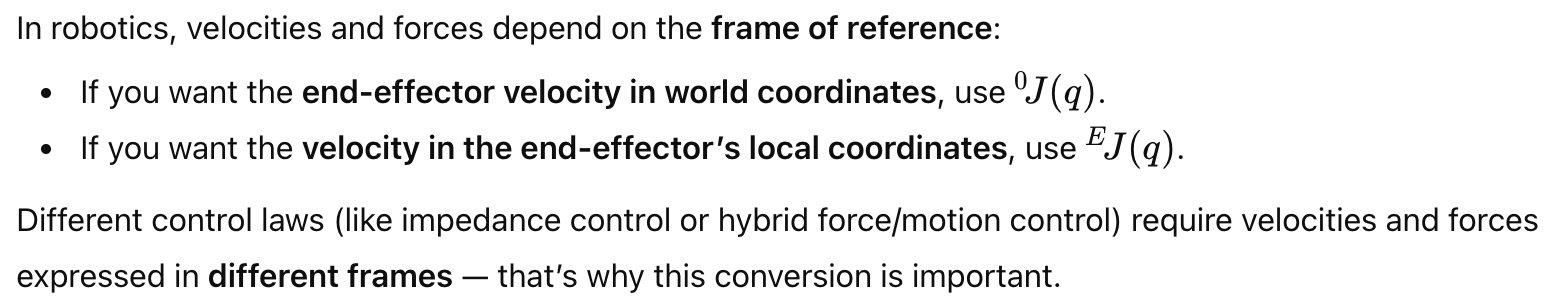 In robotics, velocities and forces depend on the frame of reference:
• If you want the end-effector velocity in world coordinates, use ⁰J(q).
• If you want the velocity in the end-effector’s local coordinates, use ᴱJ(q).
Different control laws (like impedance control or hybrid force/motion control) require velocities and forces
expressed in different frames — that’s why this conversion is important.